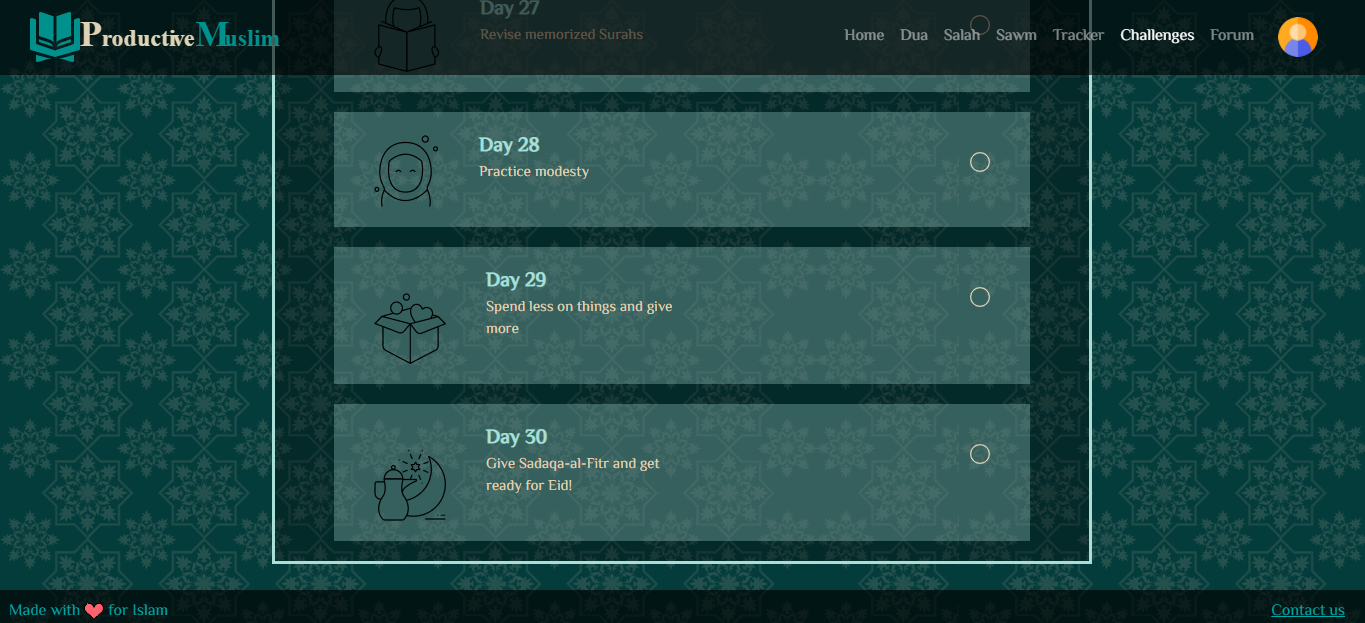 ProductiveMuslim
Home Dua Salah Sawm Tracker Challenges Forum
Day 27
Revise memorized Surahs
Day 28
Practice modesty
Day 29
Spend less on things and give
more
Day 30
Give Sadaqa-al-Fitr and get
ready for Eid!
Made with ❤ for Islam
Contact us